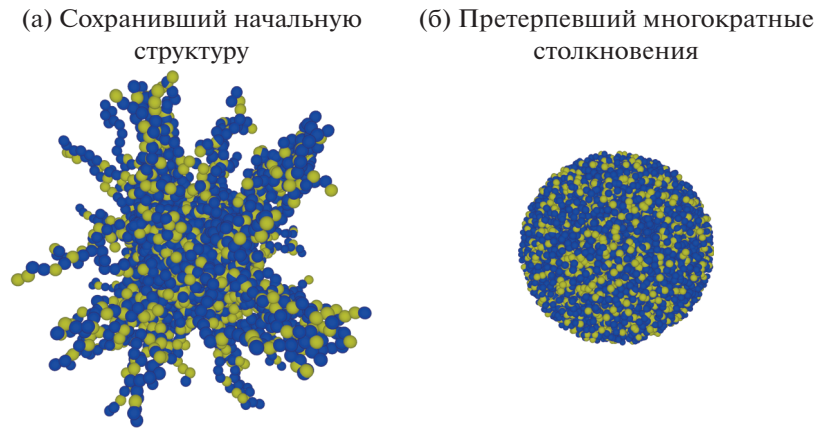 (а) Сохранивший начальную
структуру
(б) Претерпевший многократные
столкновения